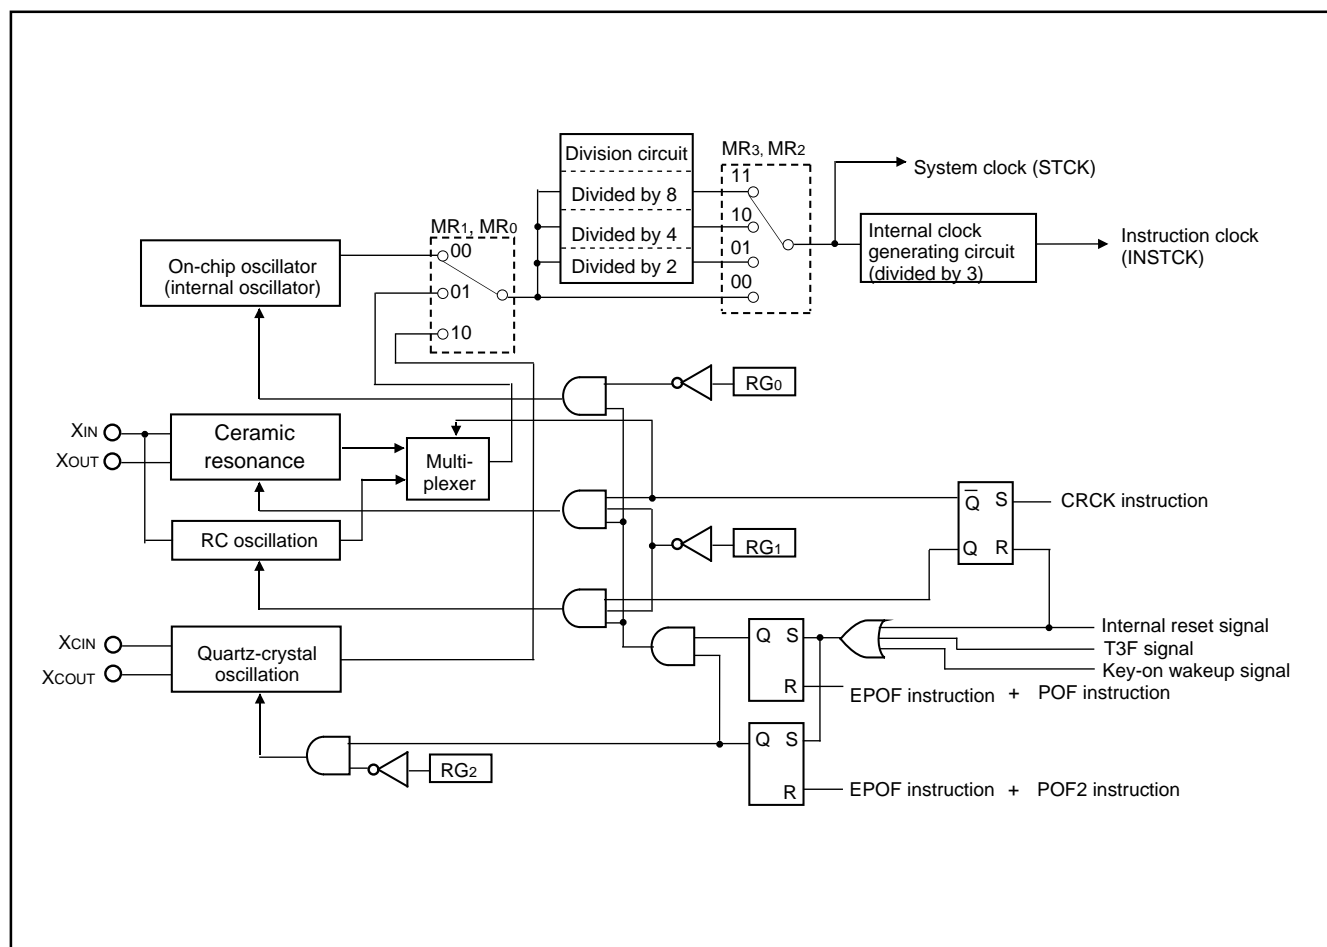 Division circuit
MR3, MR2
11
Divided by 8
10
Divided by 4
01
Divided by 2
00
System clock (STCK)
Internal clock
generating circuit
(divided by 3)
Instruction clock
(INSTCK)
MR1, MR0
00
01
10
On-chip oscillator
(internal oscillator)
RG0
XIN
XOUT
Ceramic
resonance
Multi-
plexer
RC oscillation
RG1
Q S
Q R
CRCK instruction
XCIN
XCOUT
Quartz-crystal
oscillation
Q S
R
Internal reset signal
T3F signal
Key-on wakeup signal
EPOF instruction + POF instruction
Q S
R
RG2
EPOF instruction + POF2 instruction